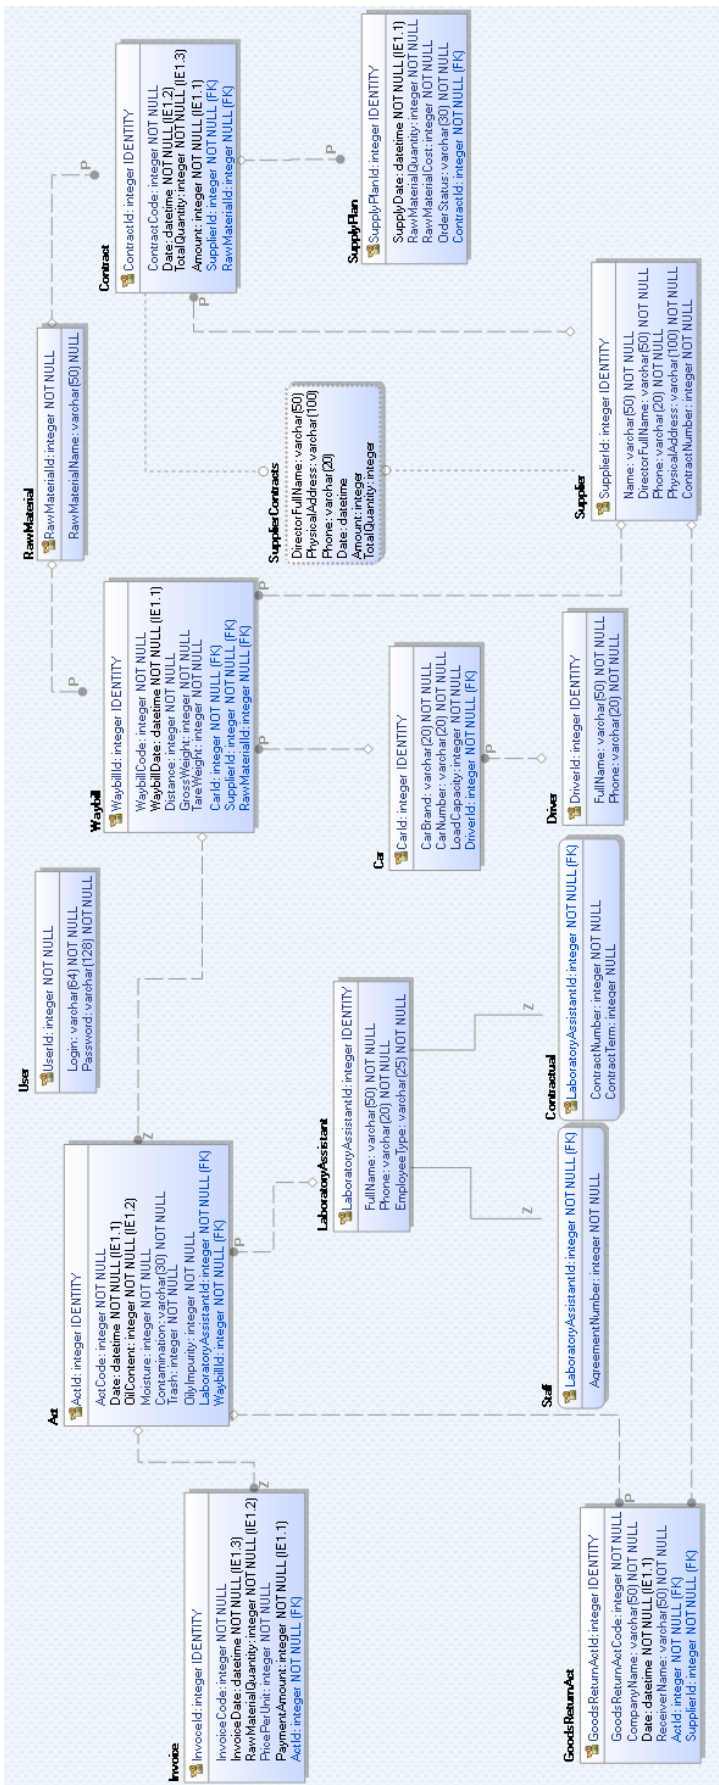 User
UserId: integer NOT NULL
Login: varchar(64) NOT NULL
Password: varchar(128) NOT NULL
RawMaterial
RawMaterialId: integer NOT NULL
RawMaterialName: varchar(50) NULL
P
P
Act
ActId: integer IDENTITY
ActCode: integer NOT NULL
Date: datetime NOT NULL (IE1.1)
OilContent: integer NOT NULL (IE1.2)
Moisture: integer NOT NULL
Contamination: varchar(30) NOT NULL
Trash: integer NOT NULL
OilyImpurity: integer NOT NULL
LaboratoryAssistantId: integer NOT NULL (FK)
WaybillId: integer NOT NULL (FK)
Z
P
Waybill
WaybillId: integer IDENTITY
WaybillCode: integer NOT NULL
WaybillDate: datetime NOT NULL (IE1.1)
Distance: integer NOT NULL
GrossWeight: integer NOT NULL
TareWeight: integer NOT NULL
CarId: integer NOT NULL (FK)
SupplierId: integer NOT NULL (FK)
RawMaterialId: integer NULL (FK)
P
P
Contract
ContractId: integer IDENTITY
ContractCode: integer NOT NULL
Date: datetime NOT NULL (IE1.2)
TotalQuantity: integer NOT NULL (IE1.3)
Amount: integer NOT NULL (IE1.1)
SupplierId: integer NOT NULL (FK)
RawMaterialId: integer NULL (FK)
P
Invoice
InvoceId: integer IDENTITY
InvoiceCode: integer NOT NULL
InvoiceDate: datetime NOT NULL (IE1.3)
RawMaterialQuantity: integer NOT NULL (IE1.2)
PricePerUnit: integer NOT NULL
PaymentAmount: integer NOT NULL (IE1.1)
ActId: integer NOT NULL (FK)
Z
SupplierContracts
DirectorFullName: varchar(50)
PhysicalAddress: varchar(100)
Phone: varchar(20)
Date: datetime
Amount: integer
TotalQuantity: integer
LaboratoryAssistant
LaboratoryAssistantId: integer IDENTITY
FullName: varchar(50) NOT NULL
Phone: varchar(20) NOT NULL
EmployeeType: varchar(25) NOT NULL
P
SupplyPlan
SupplyPlanId: integer IDENTITY
SupplyDate: datetime NOT NULL (IE1.1)
RawMaterialQuantity: integer NOT NULL
RawMaterialCost: integer NOT NULL
OrderStatus: varchar(30) NOT NULL
ContractId: integer NOT NULL (FK)
Car
CarId: integer IDENTITY
CarBrand: varchar(20) NOT NULL
CarNumber: varchar(20) NOT NULL
LoadCapacity: integer NOT NULL
DriverId: integer NOT NULL (FK)
P
Z
Z
Staff
LaboratoryAssistantId: integer NOT NULL (FK)
AgreementNumber: integer NOT NULL
Contractual
LaboratoryAssistantId: integer NOT NULL (FK)
ContractNumber: integer NOT NULL
ContractTerm: integer NULL
Driver
DriverId: integer IDENTITY
FullName: varchar(50) NOT NULL
Phone: varchar(20) NOT NULL
GoodsReturnAct
GoodsReturnActId: integer IDENTITY
GoodsReturnActCode: integer NOT NULL
CompanyName: varchar(50) NOT NULL
Date: datetime NOT NULL (IE1.1)
ReceiverName: varchar(50) NOT NULL
ActId: integer NOT NULL (FK)
SupplierId: integer NOT NULL (FK)
P
Supplier
SupplierId: integer IDENTITY
Name: varchar(50) NOT NULL
DirectorFullName: varchar(50) NOT NULL
Phone: varchar(20) NOT NULL
PhysicalAddress: varchar(100) NOT NULL
ContractNumber: integer NOT NULL